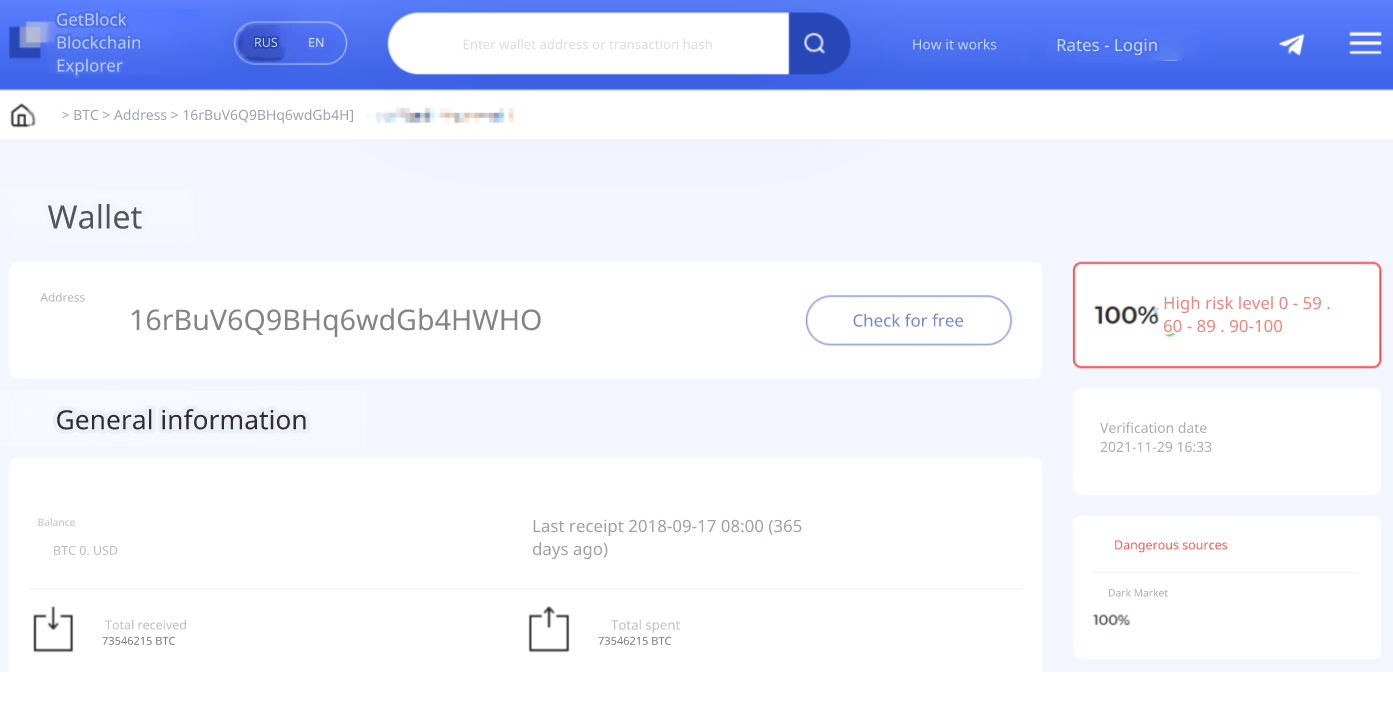 GetBlock
Blockchain
Explorer
RUS
EN
Enter wallet address or transaction hash
How it works
Rates - Login
> BTC > Address > 16rBuV6Q9BHq6wdGb4H]
Wallet
Address
16rBuV6Q9BHq6wdGb4HWHO
Check for free
100%
High risk level 0 - 59 .
60 - 89 . 90-100
General information
Verification date
2021-11-29 16:33
Balance
BTC 0. USD
Last receipt 2018-09-17 08:00 (365
days ago)
Dangerous sources
Dark Market
100%
Total received
73546215 BTC
Total spent
73546215 BTC